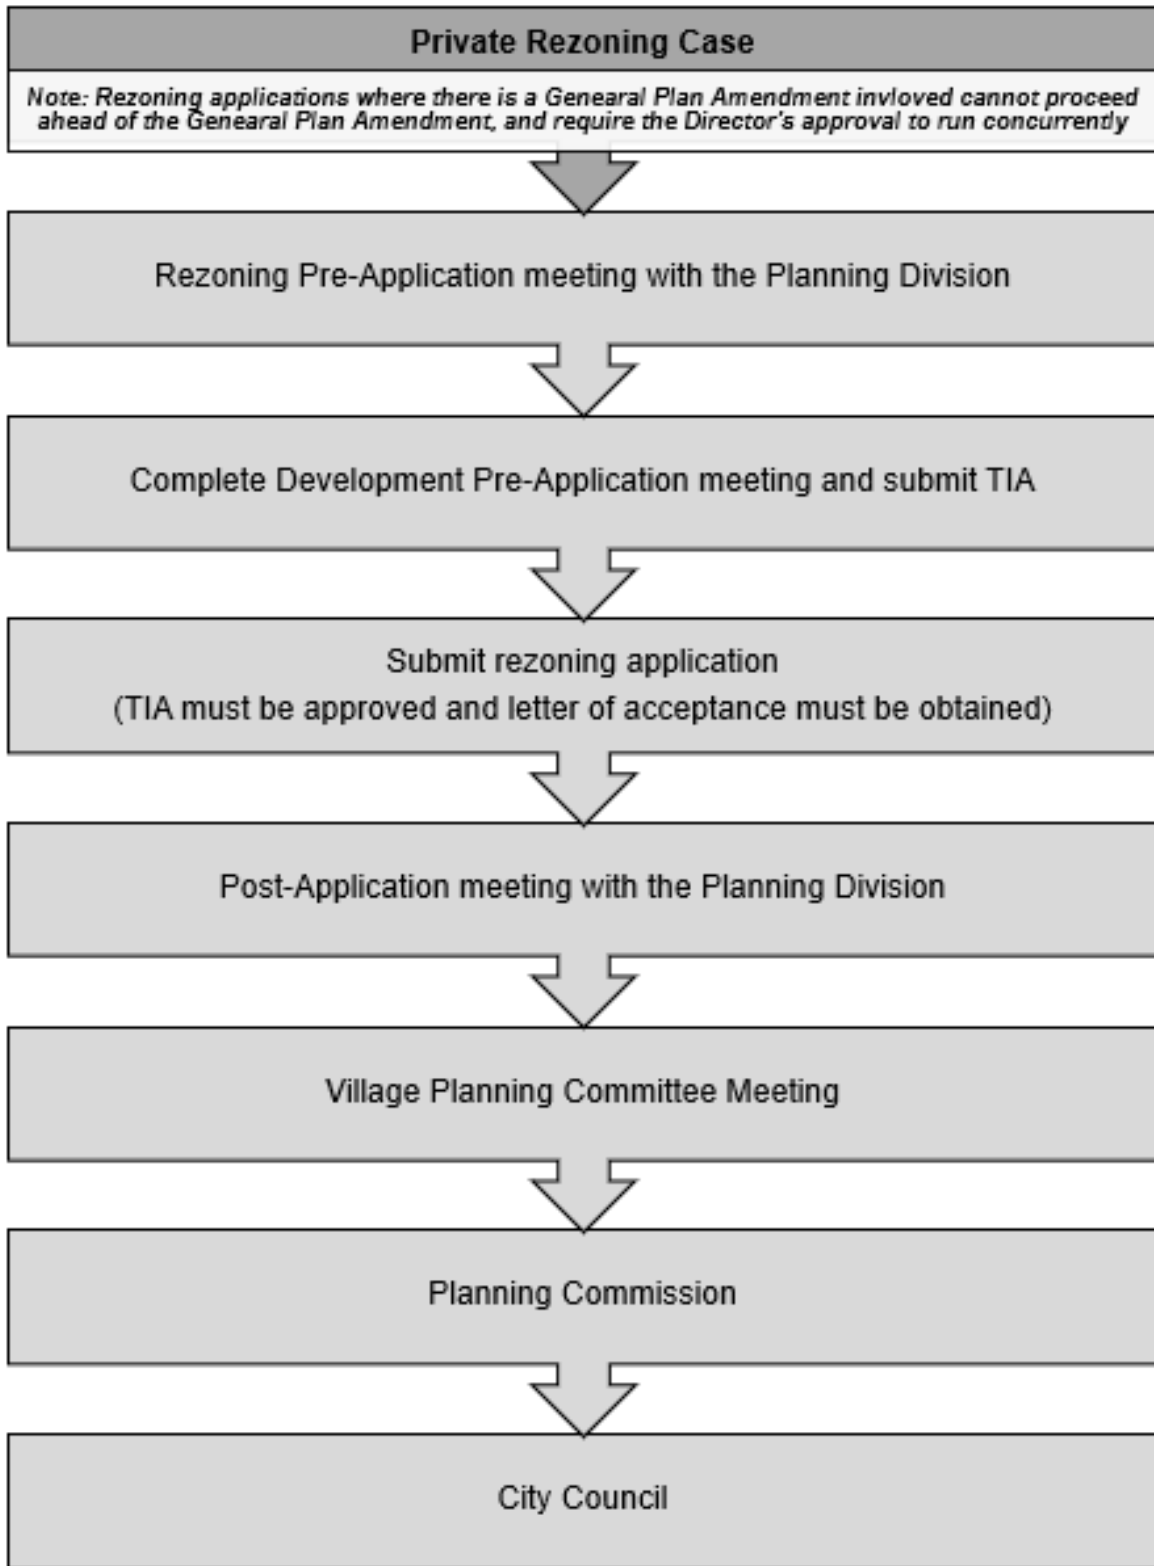 Private Rezoning Case
Note: Rezoning applications where there is a Genearal Plan Amendment invloved cannot proceed
ahead of the Genearal Plan Amendment, and require the Director's approval to run concurrently
Rezoning Pre-Application meeting with the Planning Division
Complete Development Pre-Application meeting and submit TIA
Submit rezoning application
(TIA must be approved and letter of acceptance must be obtained)
Post-Application meeting with the Planning Division
Village Planning Committee Meeting
Planning Commission
City Council